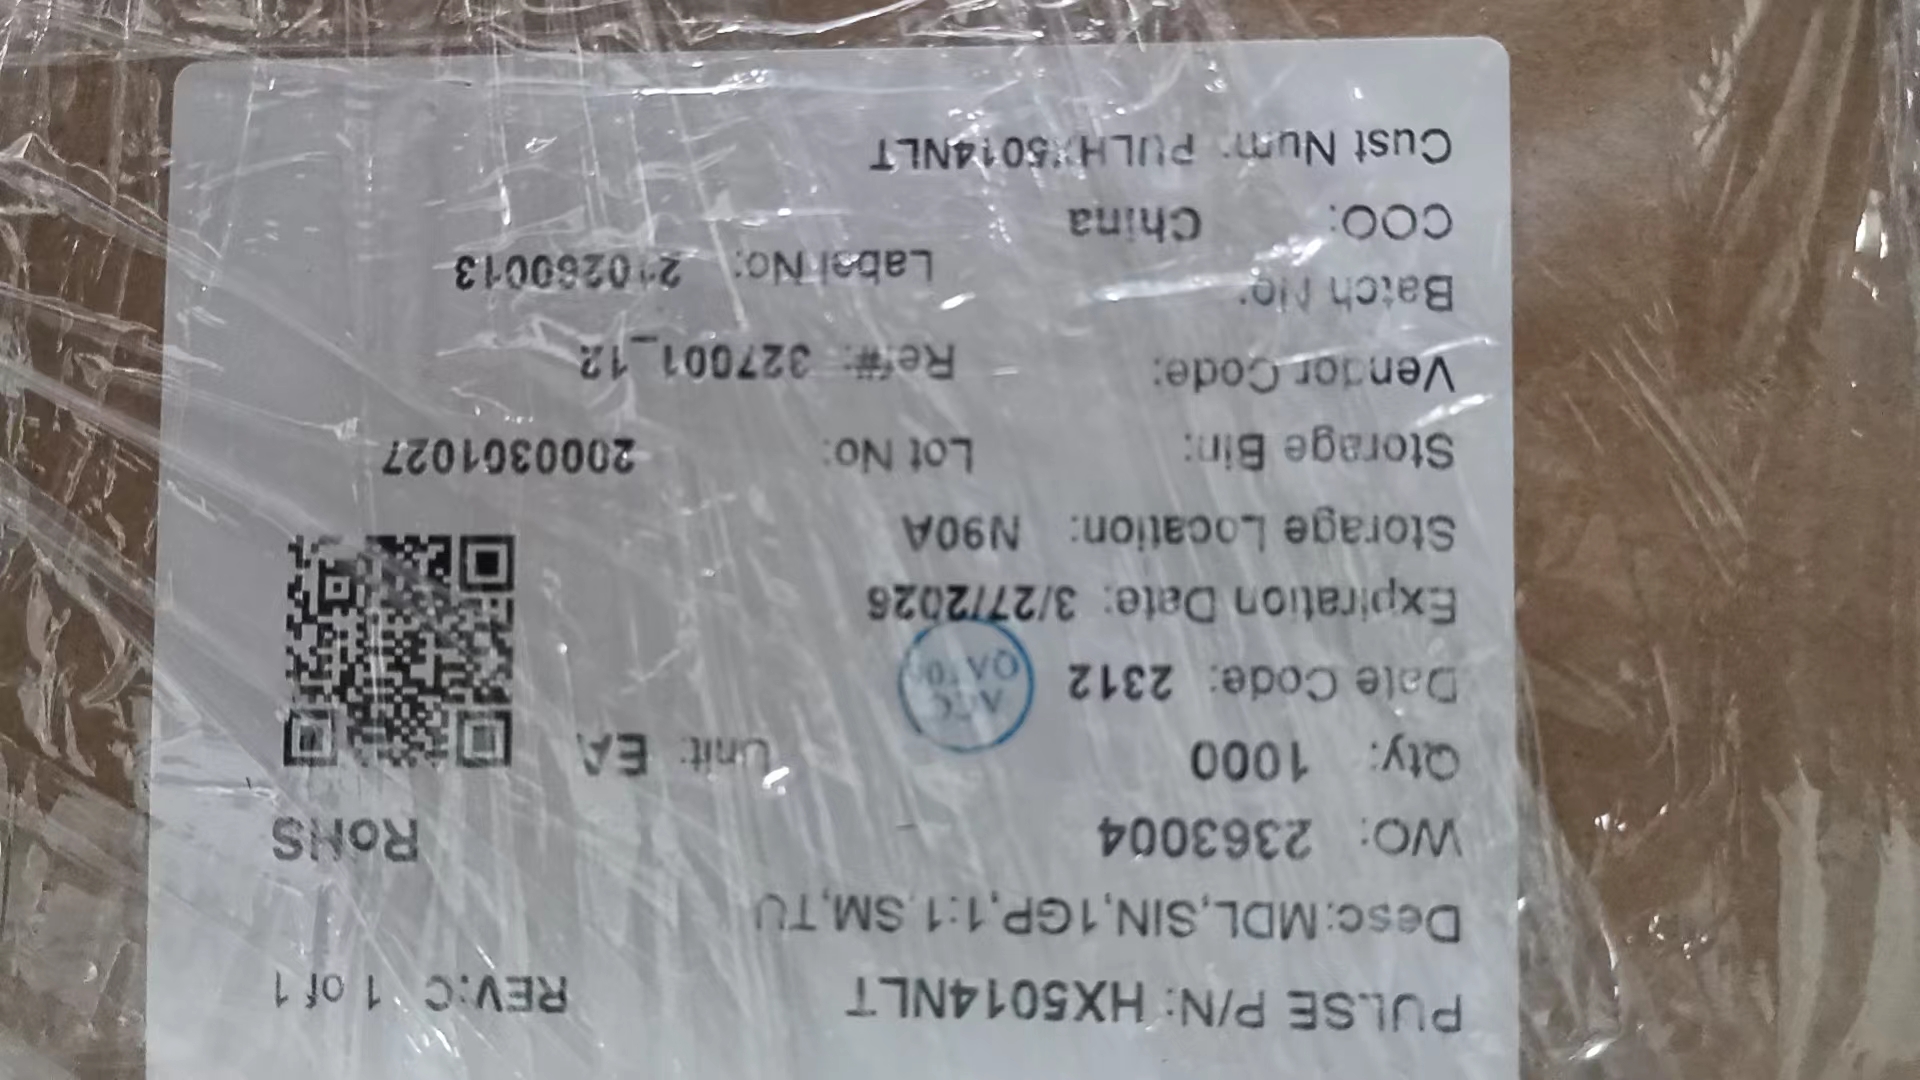 PULSE P/N: HX5014NLT REV:C 1 of 1
Desc:MDL,SIN,1GP,1:1,SM,TU
WO: 2363004 RoHS
Qty: 1000 Unit: EA
Date Code: 2312 ACC QA
Expiration Date: 3/27/2026
Storage Location: N90A
Storage Bin: Lot No: 2000301027
Vendor Code: Ref#: 327001_12
Batch No: Label No:
COO: China
Cust Num: PULHX5014NLT